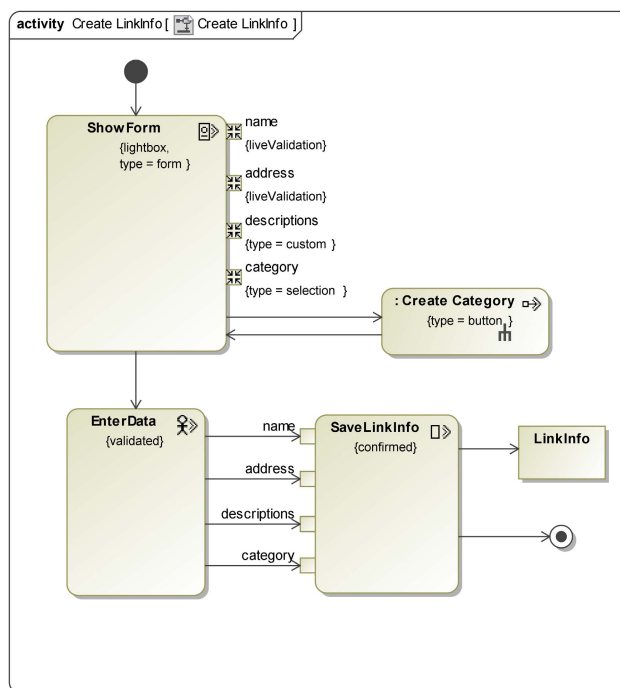 activity Create LinkInfo [ Create LinkInfo ]
ShowForm
{lightbox,
type = form }
name
{liveValidation}
address
{liveValidation}
descriptions
{type = custom }
category
{type = selection }
: Create Category
{type = button, }
EnterData
{validated}
name
address
descriptions
category
SaveLinkInfo
{confirmed}
LinkInfo